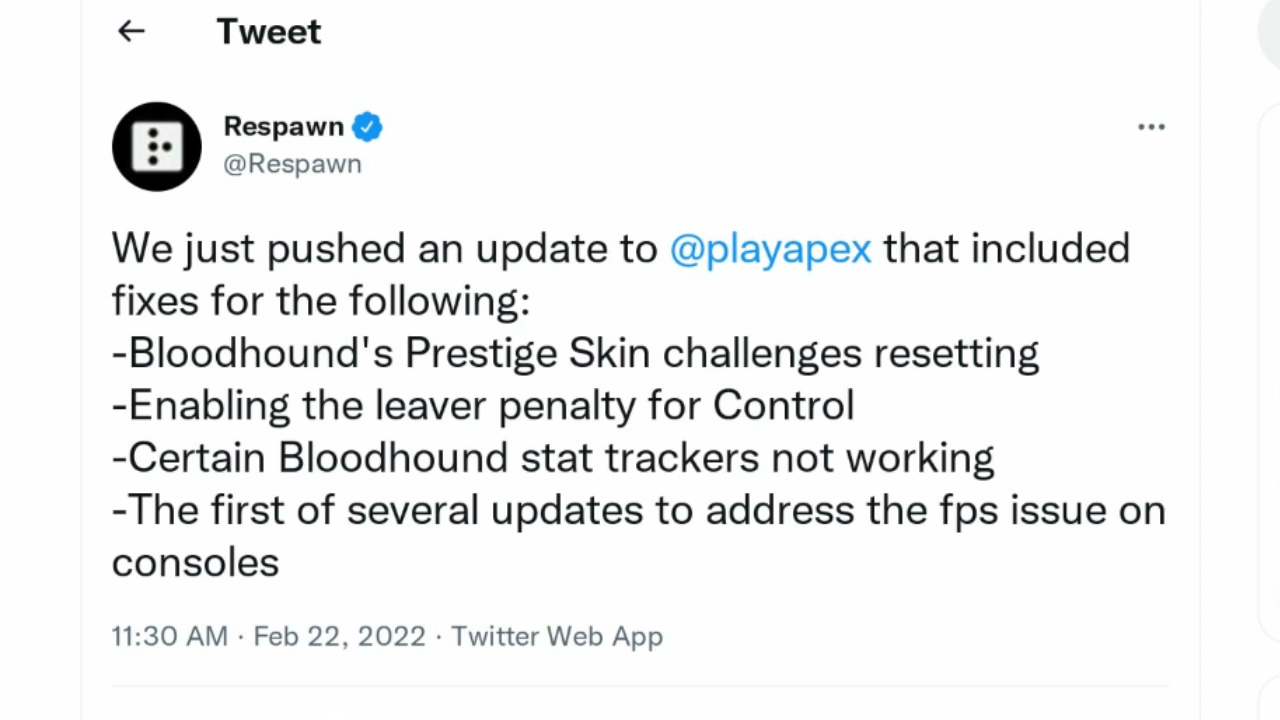 Tweet
Respawn
@Respawn
We just pushed an update to @playapex that included
fixes for the following:
-Bloodhound's Prestige Skin challenges resetting
-Enabling the leaver penalty for Control
-Certain Bloodhound stat trackers not working
-The first of several updates to address the fps issue on
consoles
11:30 AM · Feb 22, 2022 · Twitter Web App